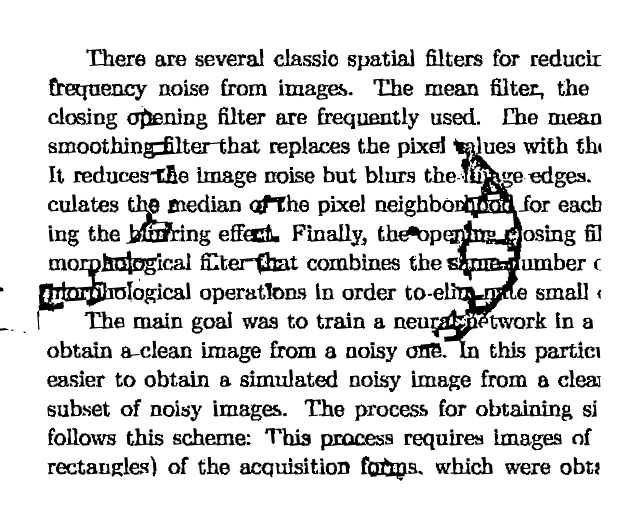 There are several classic spatial filters for reducin
frequency noise from images. The mean filter, the
closing opening filter are frequently used. The mean
smoothing filter that replaces the pixel values with the
It reduces the image noise but blurs the image edges.
culates the median of the pixel neighborhood for each
ing the blurring effect. Finally, the opening closing fil
morphological filter that combines the same number o
morphological operations in order to eliminate small
The main goal was to train a neural network in a
obtain a clean image from a noisy one. In this particu
easier to obtain a simulated noisy image from a clean
subset of noisy images. The process for obtaining si
follows this scheme: This process requires images of
rectangles) of the acquisition forms, which were obta